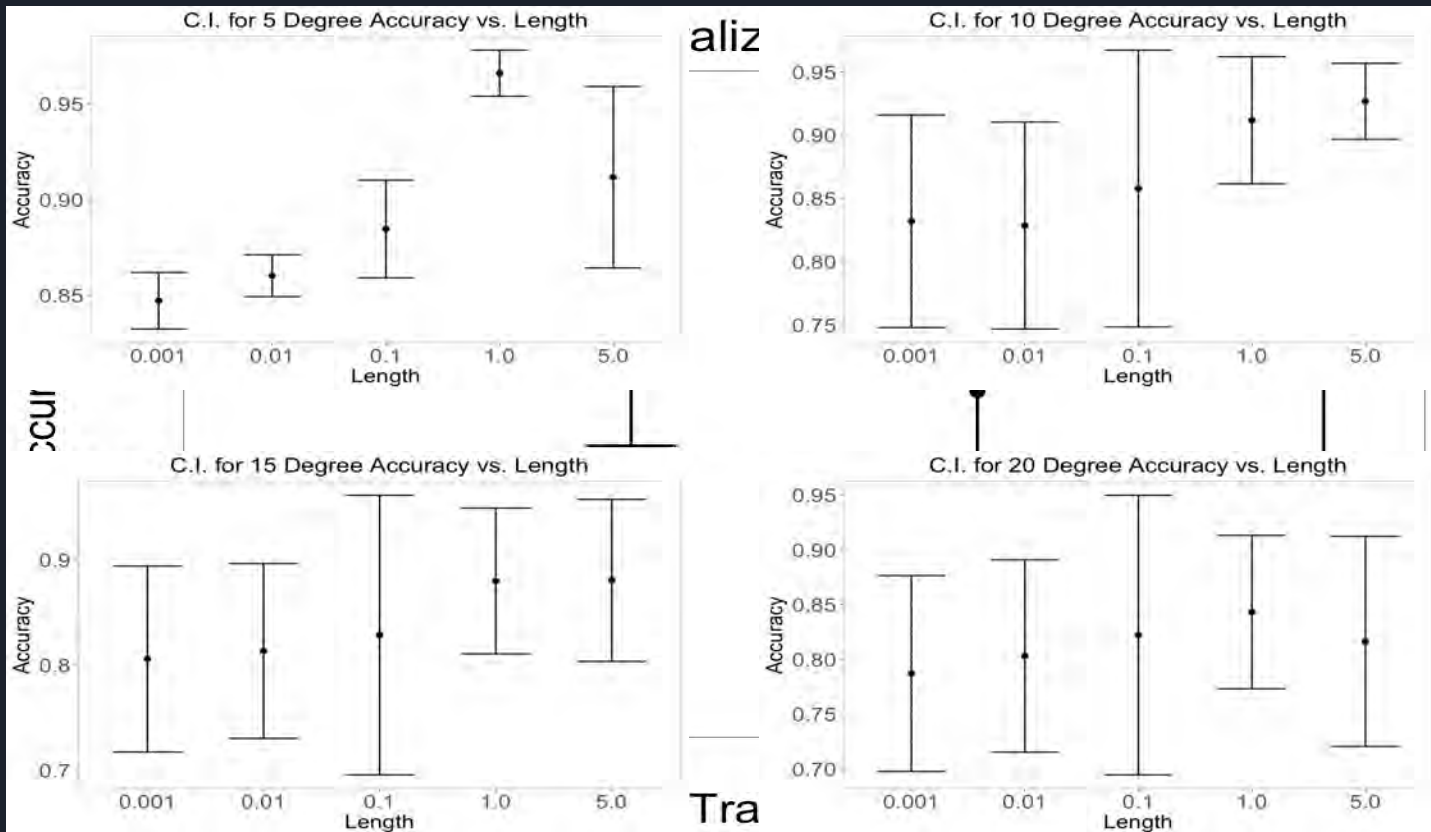 C.I. for 5 Degree Accuracy vs. Length
Accuracy
0.95
0.90
0.85
0.001 0.01 0.1 1.0 5.0
Length
aliz
C.I. for 10 Degree Accuracy vs. Length
Accuracy
0.95
0.90
0.85
0.80
0.75
0.001 0.01 0.1 1.0 5.0
Length
ccur
C.I. for 15 Degree Accuracy vs. Length
Accuracy
0.9
0.8
0.7
0.001 0.01 0.1 1.0 5.0
Length
Tra
C.I. for 20 Degree Accuracy vs. Length
Accuracy
0.95
0.90
0.85
0.80
0.75
0.70
0.001 0.01 0.1 1.0 5.0
Length